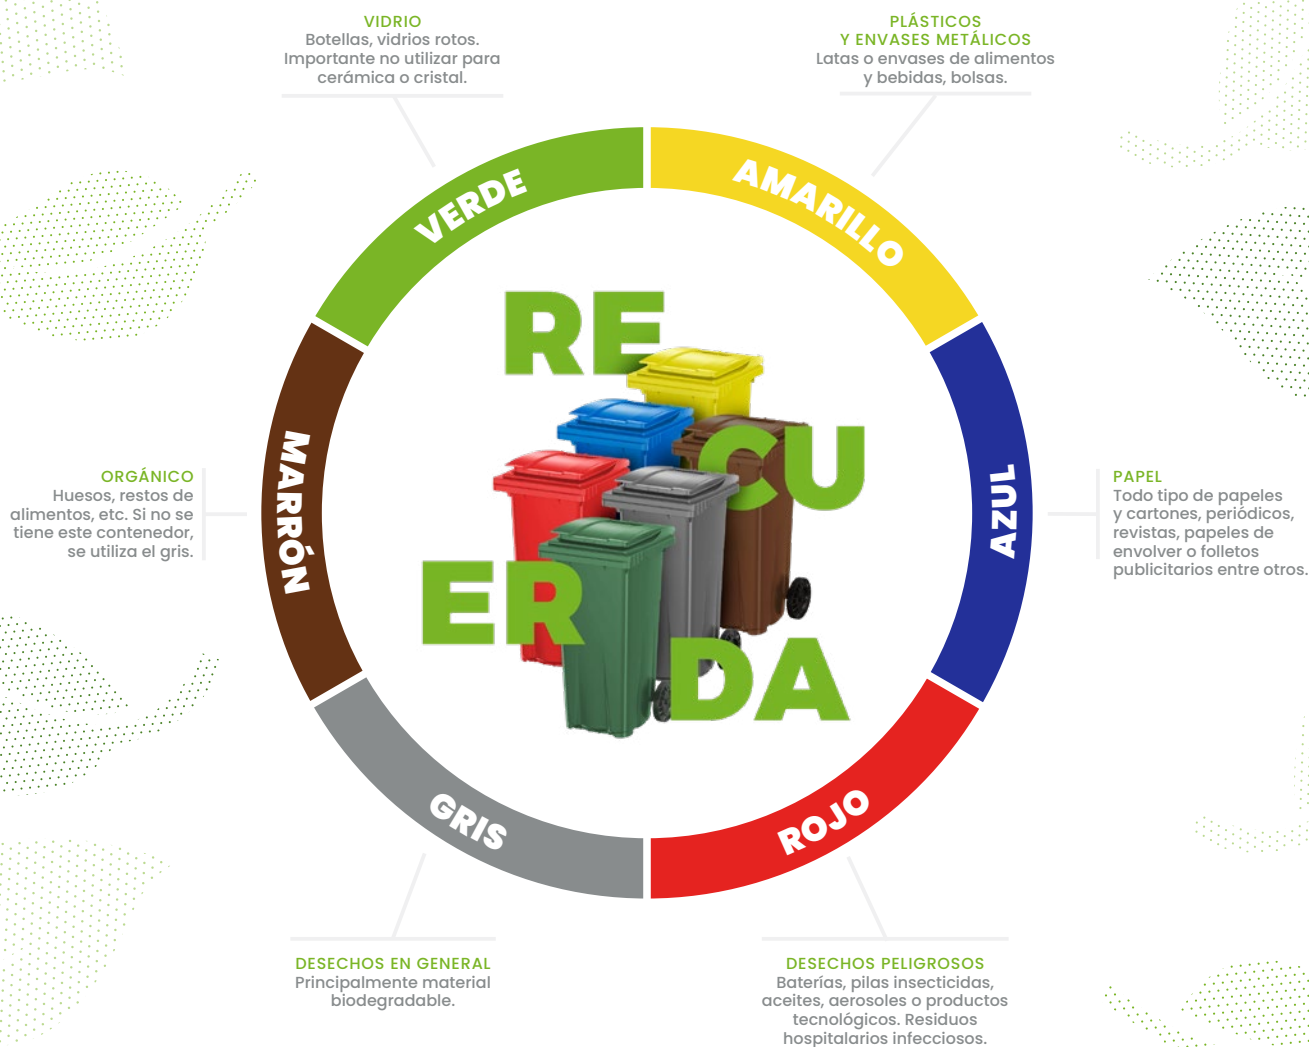 VIDRIO
Botellas, vidrios rotos.
Importante no utilizar para
cerámica o cristal.
PLÁSTICOS
Y ENVASES METÁLICOS
Latas o envases de alimentos
y bebidas, bolsas.
VERDE
AMARILLO
RE
CU
ER
DA
MARRÓN
AZUL
ORGÁNICO
Huesos, restos de
alimentos, etc. Si no se
tiene este contenedor,
se utiliza el gris.
PAPEL
Todo tipo de papeles
y cartones, periódicos,
revistas, papeles de
envolver o folletos
publicitarios entre otros.
GRIS
ROJO
DESECHOS EN GENERAL
Principalmente material
biodegradable.
DESECHOS PELIGROSOS
Baterías, pilas insecticidas,
aceites, aerosoles o productos
tecnológicos. Residuos
hospitalarios infecciosos.